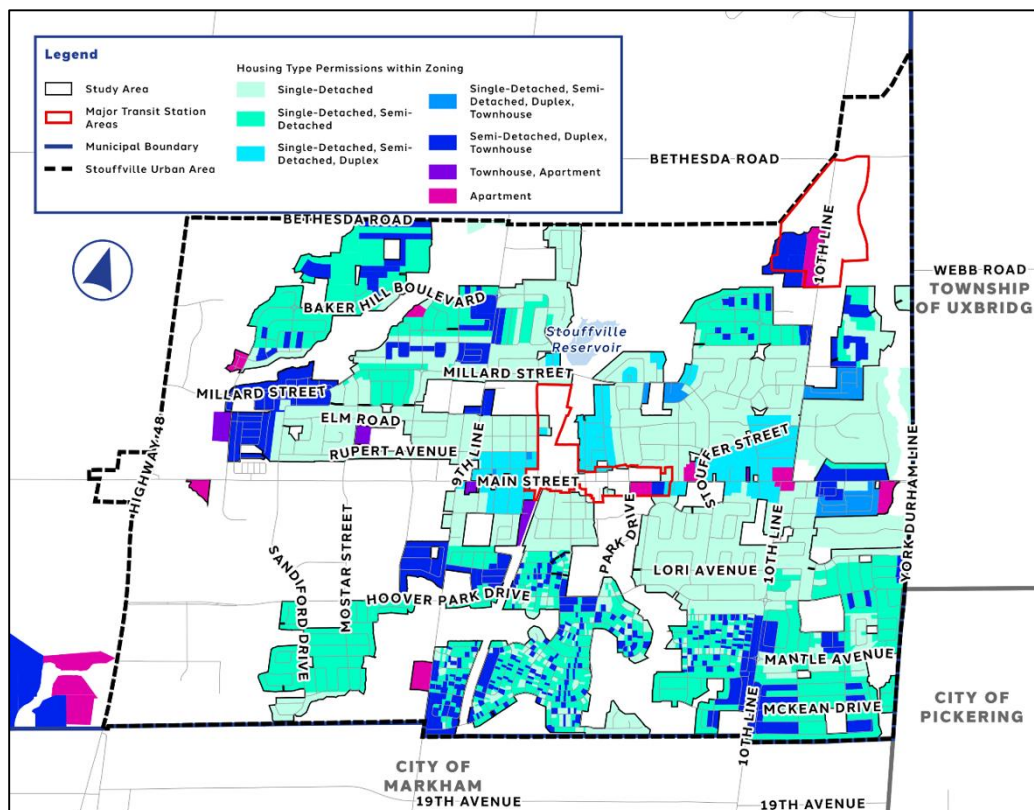 Legend
Study Area
Major Transit Station
Areas
Municipal Boundary
Stouffville Urban Area
Housing Type Permissions within Zoning
Single-Detached
Single-Detached, Semi-
Detached
Single-Detached, Semi-
Detached, Duplex
Single-Detached, Semi-
Detached, Duplex,
Townhouse
Semi-Detached, Duplex,
Townhouse
Townhouse, Apartment
Apartment
BETHESDA ROAD
BETHESDA ROAD
10TH LINE
WEBB ROAD
TOWNSHIP
OF UXBRIDG
BAKER HILL BOULEVARD
Stouffville
Reservoir
MILLARD STREET
MILLARD STREET
ELM ROAD
RUPERT AVENUE
HIGHWAY 48
9TH LINE
MAIN STREET
STOUFFER STREET
YORK-DURHAM LINE
PARK DRIVE
10TH LINE
LORI AVENUE
SANDIFORD DRIVE
MOSTAR STREET
HOOVER PARK DRIVE
MANTLE AVENUE
MCKEAN DRIVE
10TH LINE
CITY OF
PICKERING
CITY OF
MARKHAM
19TH AVENUE
19TH AVENUE